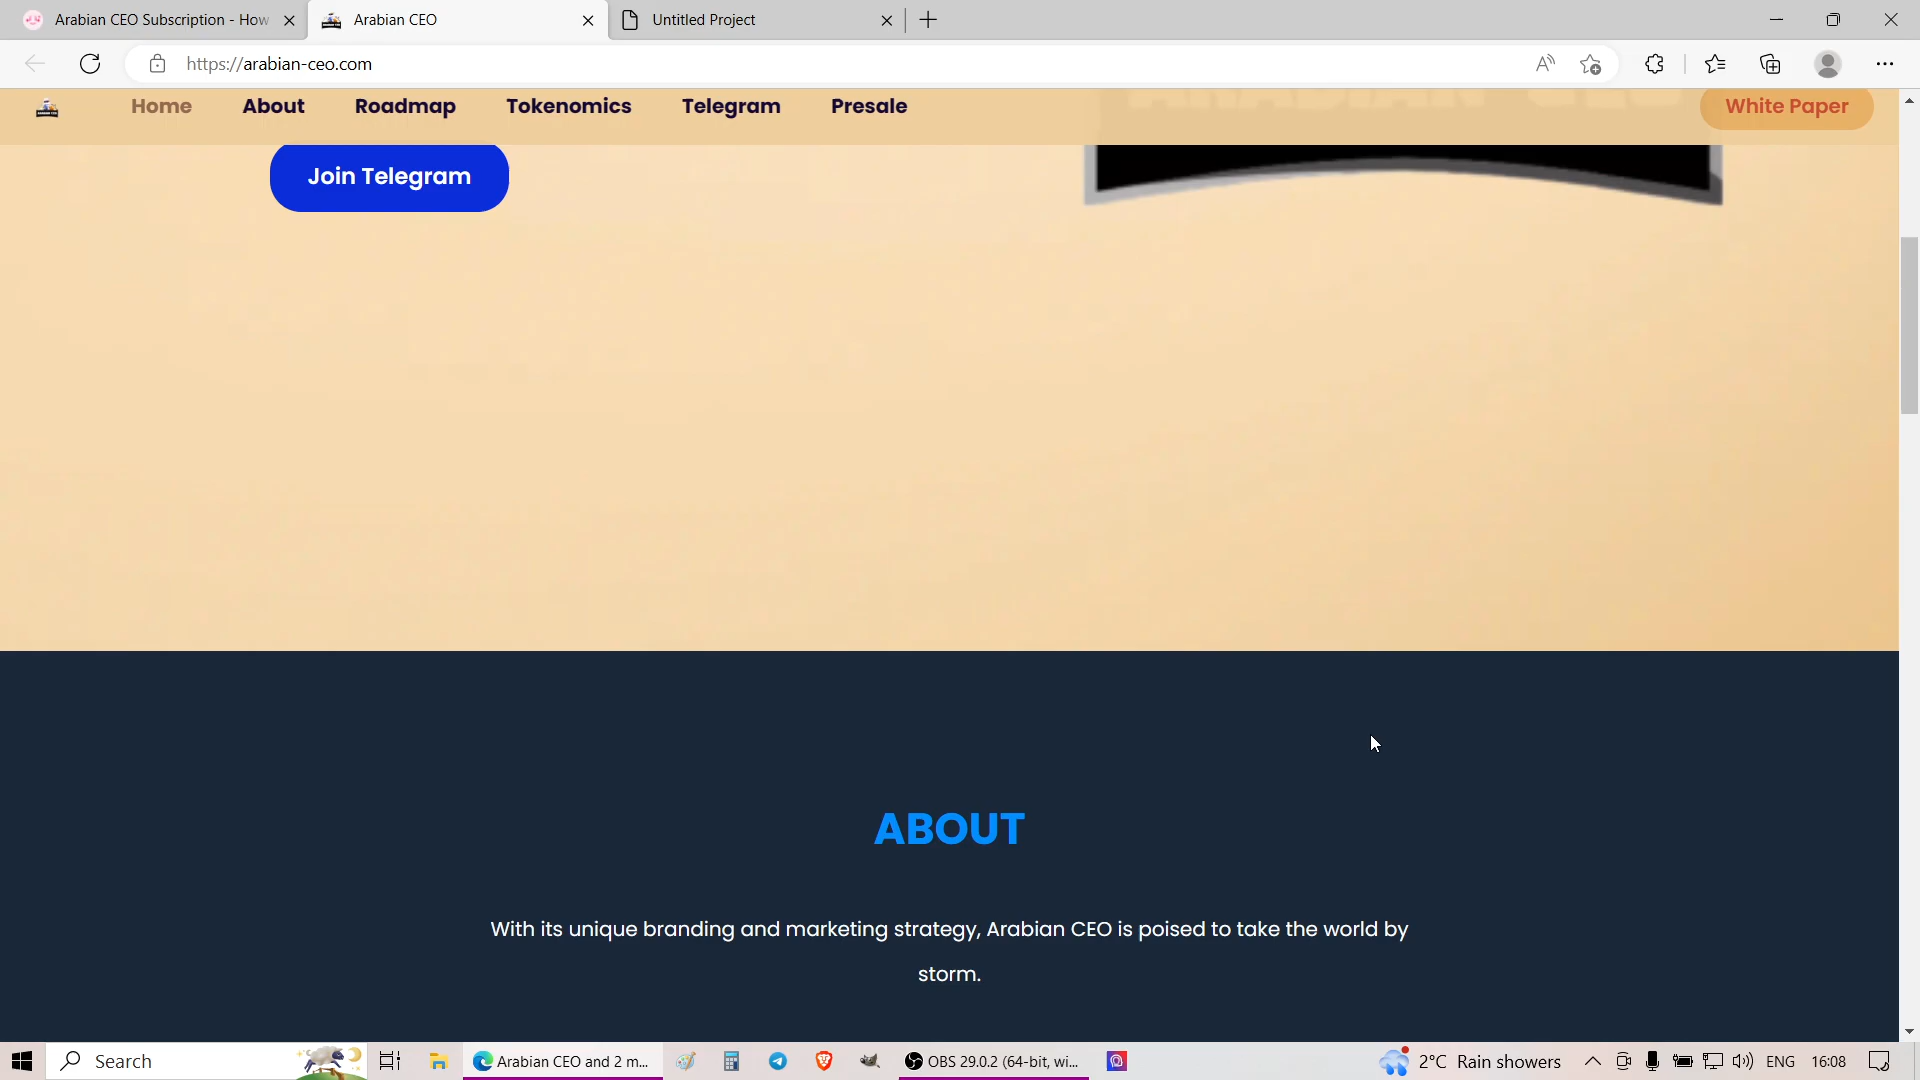 Arabian CEO Subscription - How
Arabian CEO
Untitled Project
https://arabian-ceo.com
Home
About
Roadmap
Tokenomics
Telegram
Presale
White Paper
Join Telegram
ABOUT
With its unique branding and marketing strategy, Arabian CEO is poised to take the world by
storm.
Search
Arabian CEO and 2 m...
OBS 29.0.2 (64-bit, wi...
2°C Rain showers
ENG
16:08